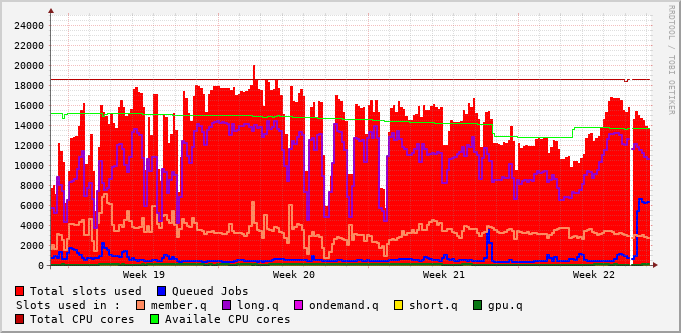 24000
22000
20000
18000
16000
14000
12000
10000
8000
6000
4000
2000
0
Week 19 Week 20 Week 21 Week 22
Total slots used Queued Jobs
Slots used in : member.q long.q ondemand.q short.q gpu.q
Total CPU cores Availale CPU cores
RRDTOOL / TOBI OETIKER